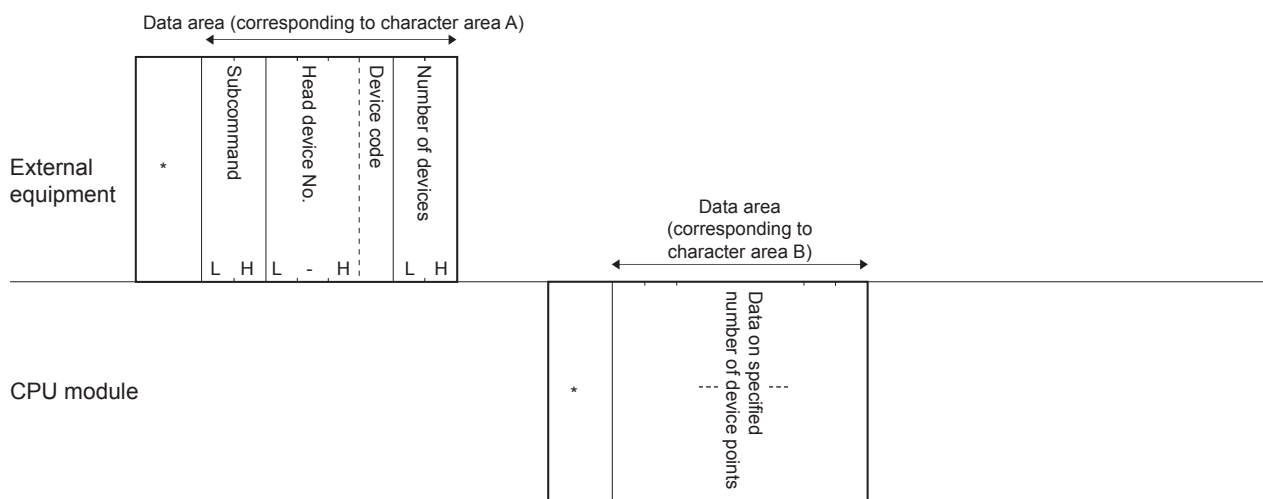 Data area (corresponding to character area A)
External
equipment
*
Subcommand
Head device No.
Device code
Number of devices
L H L - H L H
Data area
(corresponding to
character area B)
CPU module
*
Data on specified
number of device points